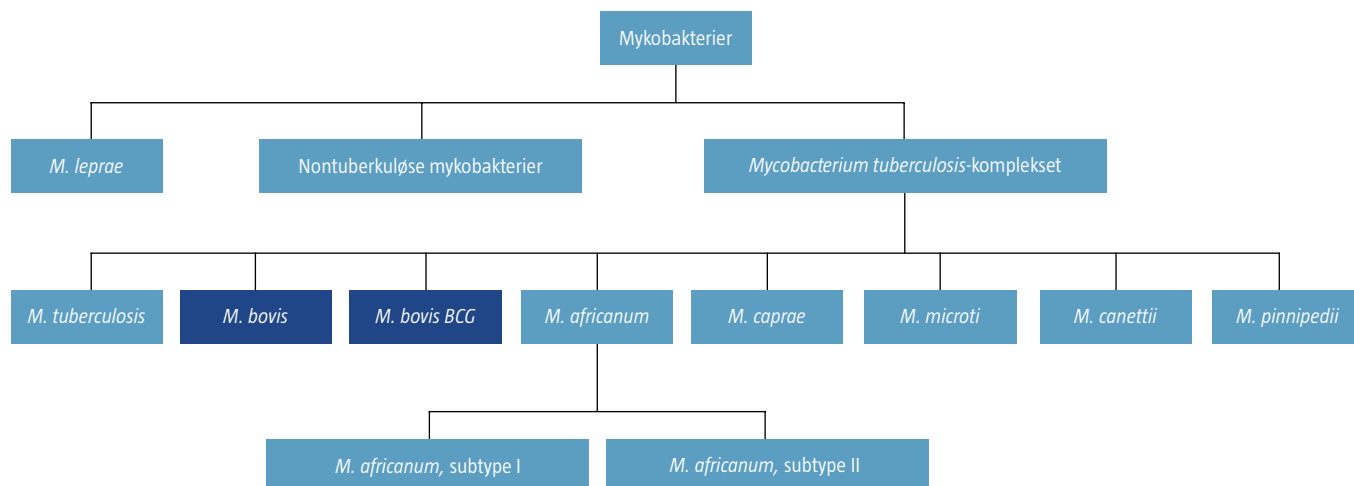 Mykobakterier
M. leprae
Nontuberkuløse mykobakterier
Mycobacterium tuberculosis-komplekset
M. tuberculosis
M. bovis
M. bovis BCG
M. africanum
M. caprae
M. microti
M. canettii
M. pinnipedii
M. africanum, subtype I
M. africanum, subtype II